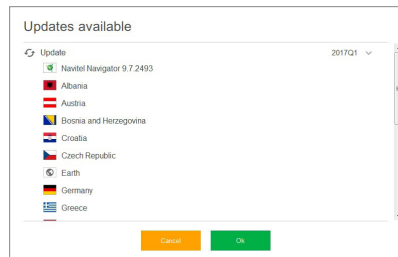 Updates available
Update 2017Q1
Navitel Navigator 9.7.2493
Albania
Austria
Bosnia and Herzegovina
Croatia
Czech Republic
Earth
Germany
Greece
Cancel Ok